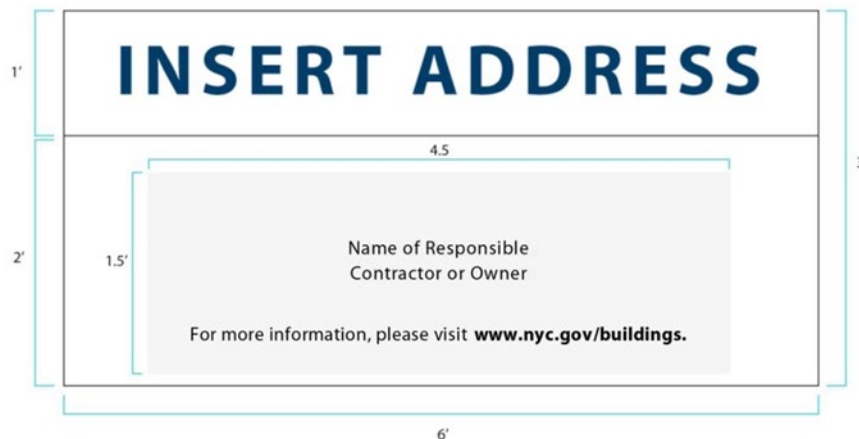 1'
INSERT ADDRESS
4.5
2'
1.5'
Name of Responsible
Contractor or Owner
For more information, please visit www.nyc.gov/buildings.
6'